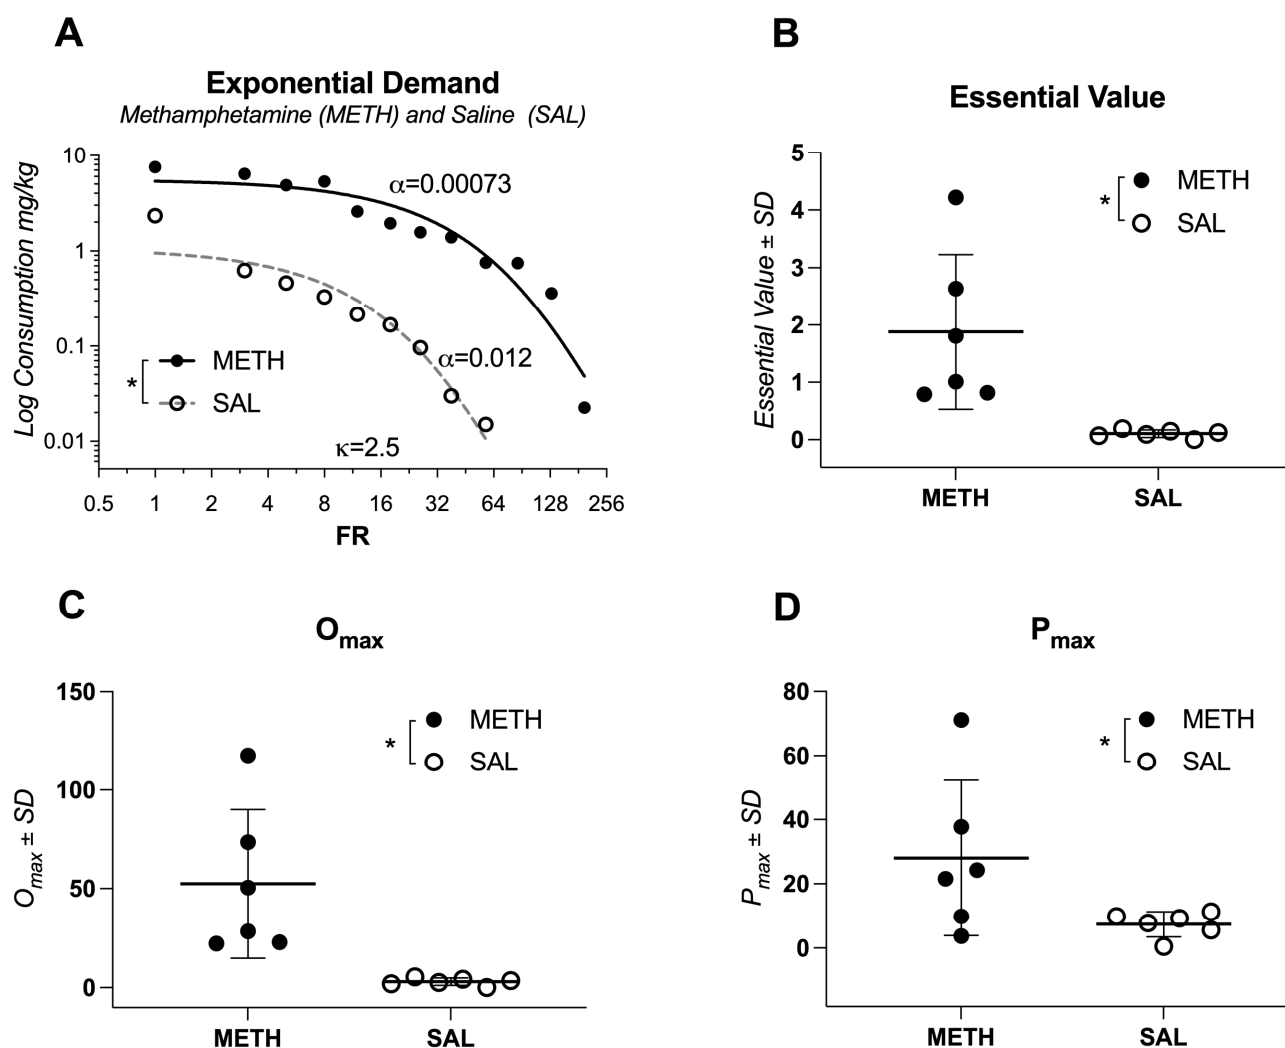 A
Exponential Demand
Methamphetamine (METH) and Saline (SAL)
Log Consumption mg/kg
10
1
0.1
0.01
α=0.00073
α=0.012
κ=2.5
METH
*
SAL
0.5 1 2 4 8 16 32 64 128 256
FR
B
Essential Value
Essential Value ± SD
5
4
3
2
1
0
METH
*
SAL
METH SAL
C
Omax
Omax ± SD
150
100
50
0
METH
*
SAL
METH SAL
D
Pmax
Pmax ± SD
80
60
40
20
0
METH
*
SAL
METH SAL